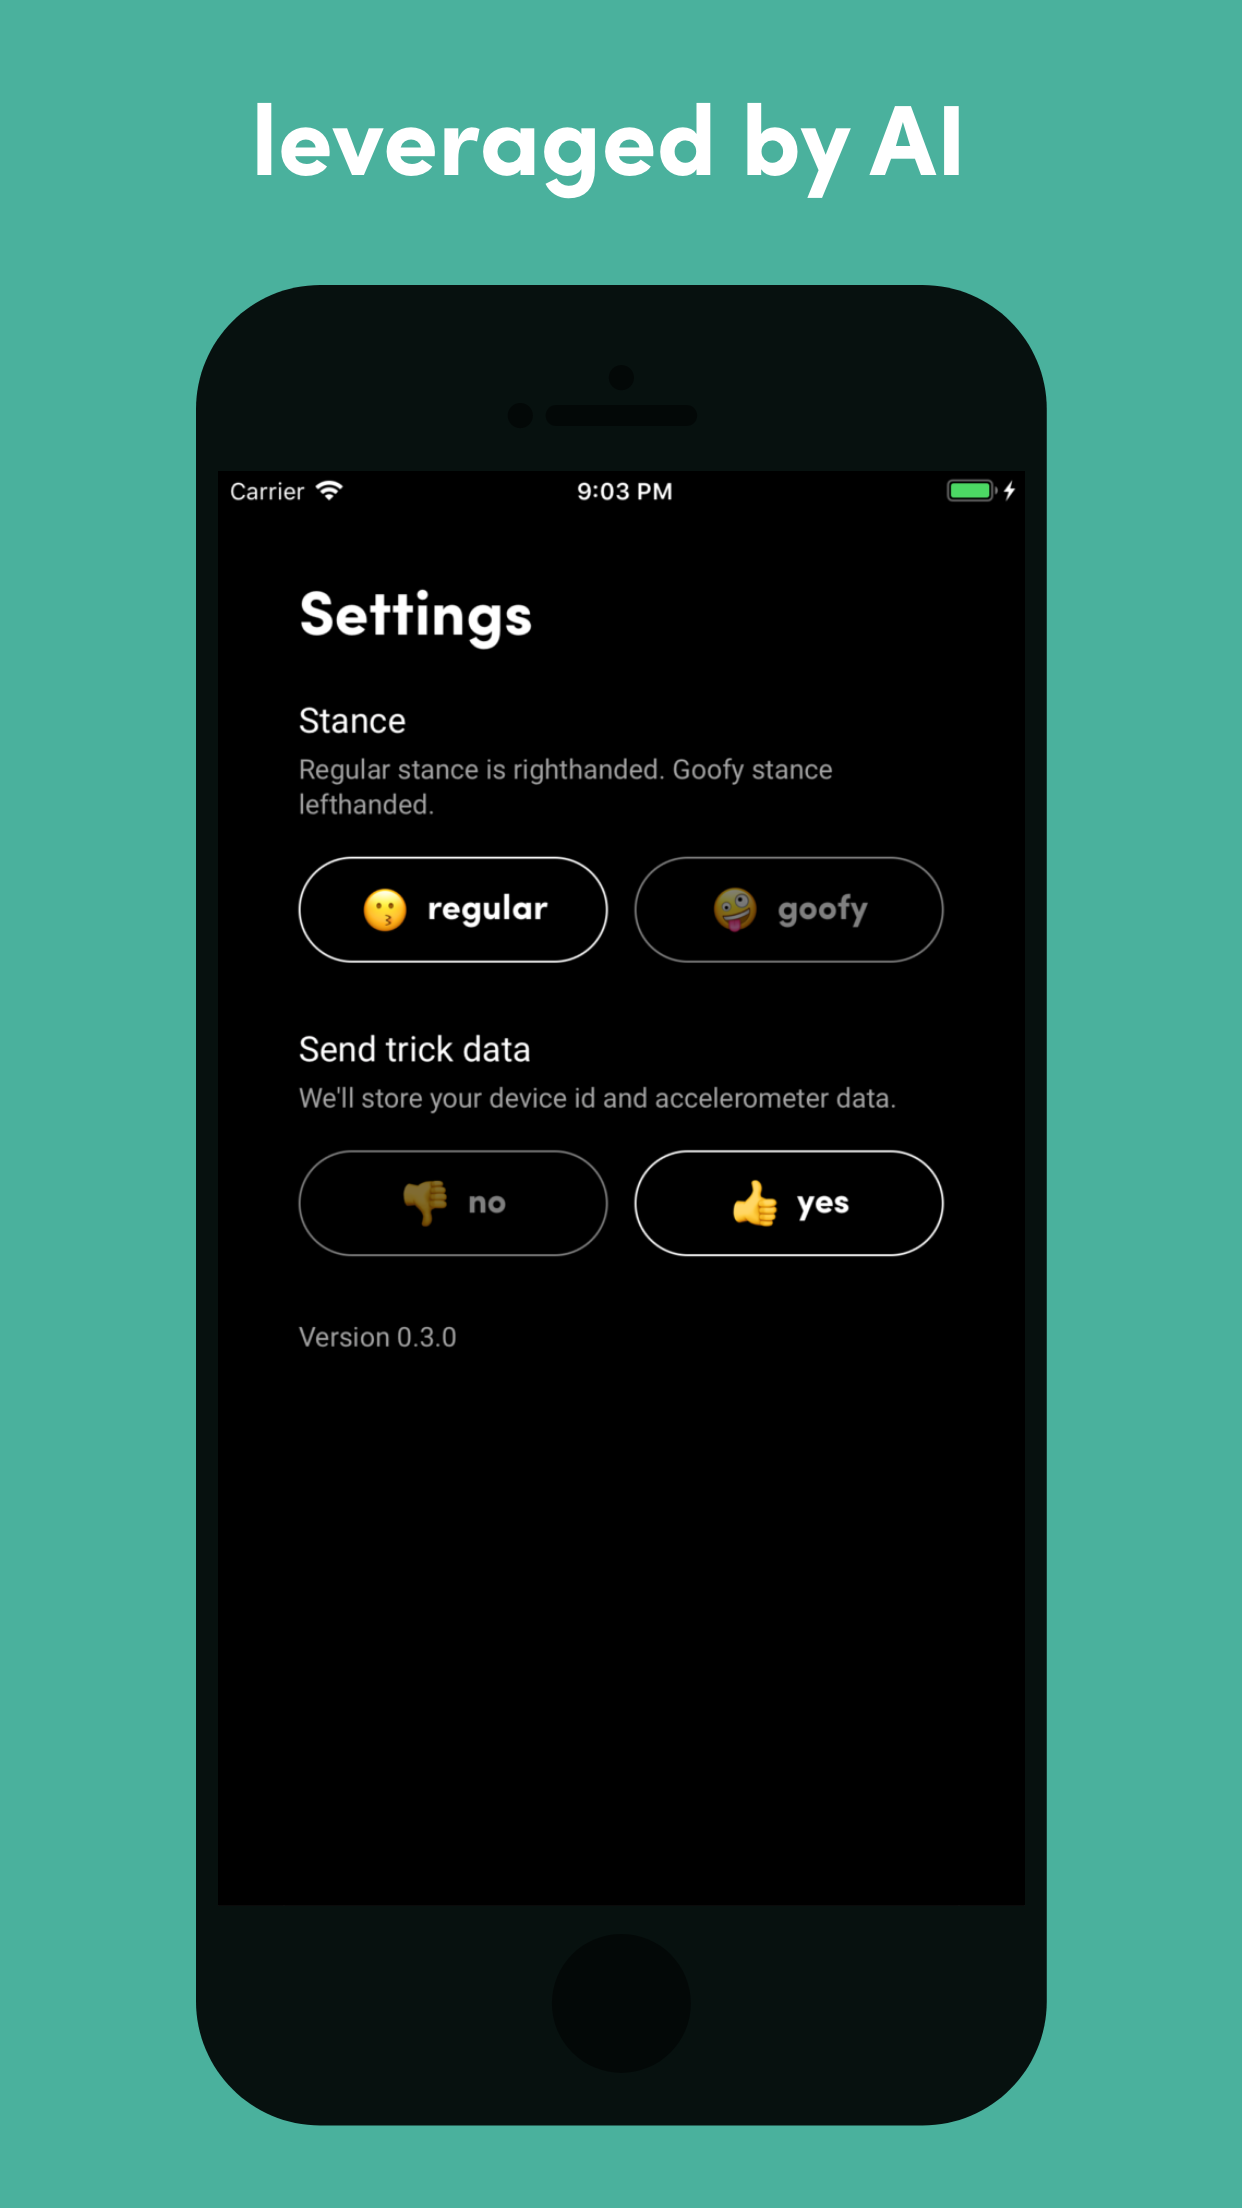 leveraged by AI
Carrier 9:03 PM
Settings
Stance
Regular stance is righthanded. Goofy stance
lefthanded.
😗 regular 🤪 goofy
Send trick data
We'll store your device id and accelerometer data.
👎 no 👍 yes
Version 0.3.0